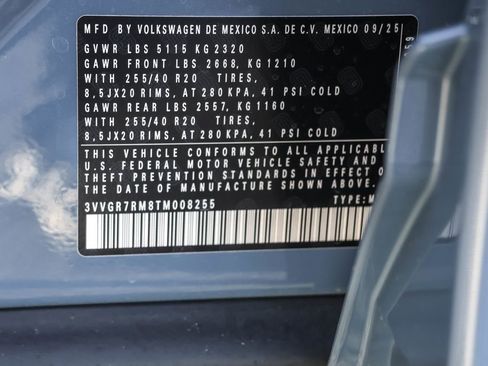 MFD BY VOLKSWAGEN DE MEXICO S.A. DE C.V. MEXICO 09/25
GVWR LBS 5115 KG 2320
GAWR FRONT LBS 2668, KG 1210
WITH 255/40 R20 TIRES,
8,5JX20 RIMS, AT 280 KPA, 41 PSI COLD
GAWR REAR LBS 2557, KG 1160
WITH 255/40 R20 TIRES,
8,5JX20 RIMS, AT 280 KPA, 41 PSI COLD
THIS VEHICLE CONFORMS TO ALL APPLICABL
U.S. FEDERAL MOTOR VEHICLE SAFETY AND
THEFT PREVENTION STANDARDS IN EFFECT O
THE DATE OF MANUFACTURE SHOWN ABOVE.
3VVGR7RM8TM008255 TYPE:M